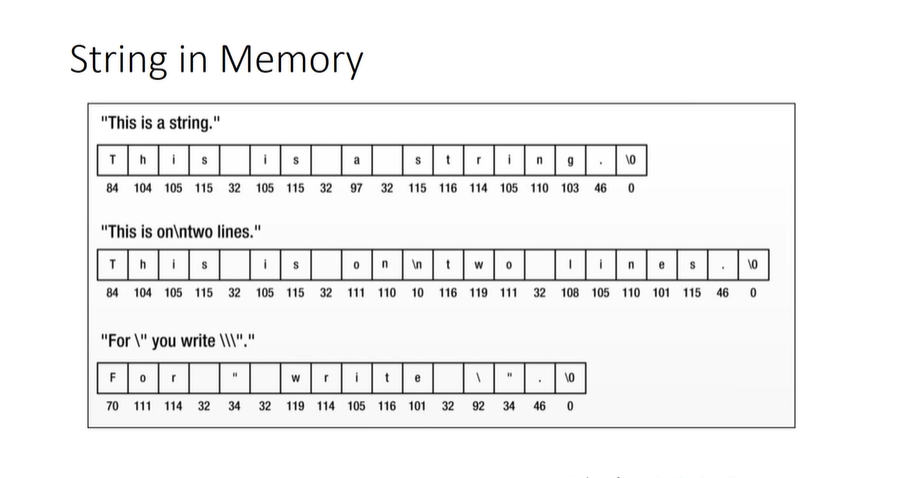 String in Memory
"This is a string."
T h i s i s a s t r i n g . \0
84 104 105 115 32 105 115 32 97 32 115 116 114 105 110 103 46 0
"This is on\ntwo lines."
T h i s i s o n \n t w o l i n e s . \0
84 104 105 115 32 105 115 32 111 110 10 116 119 111 32 108 105 110 101 115 46 0
"For \" you write \\\"."
F o r " w r i t e \ " . \0
70 111 114 32 34 32 119 114 105 116 101 32 92 34 46 0